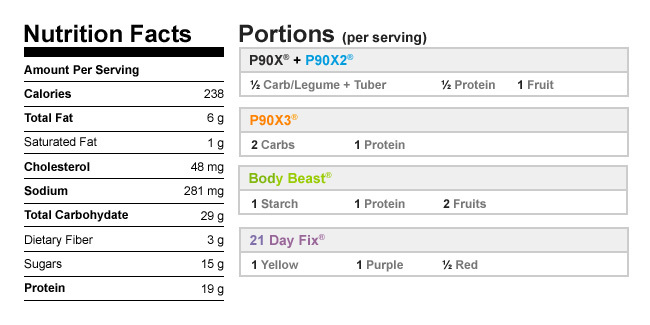 Nutrition Facts
Amount Per Serving
Calories 238
Total Fat 6 g
Saturated Fat 1 g
Cholesterol 48 mg
Sodium 281 mg
Total Carbohydate 29 g
Dietary Fiber 3 g
Sugars 15 g
Protein 19 g
Portions (per serving)
P90X® + P90X2®
½ Carb/Legume + Tuber ½ Protein 1 Fruit
P90X3®
2 Carbs 1 Protein
Body Beast®
1 Starch 1 Protein 2 Fruits
21 Day Fix®
1 Yellow 1 Purple ½ Red